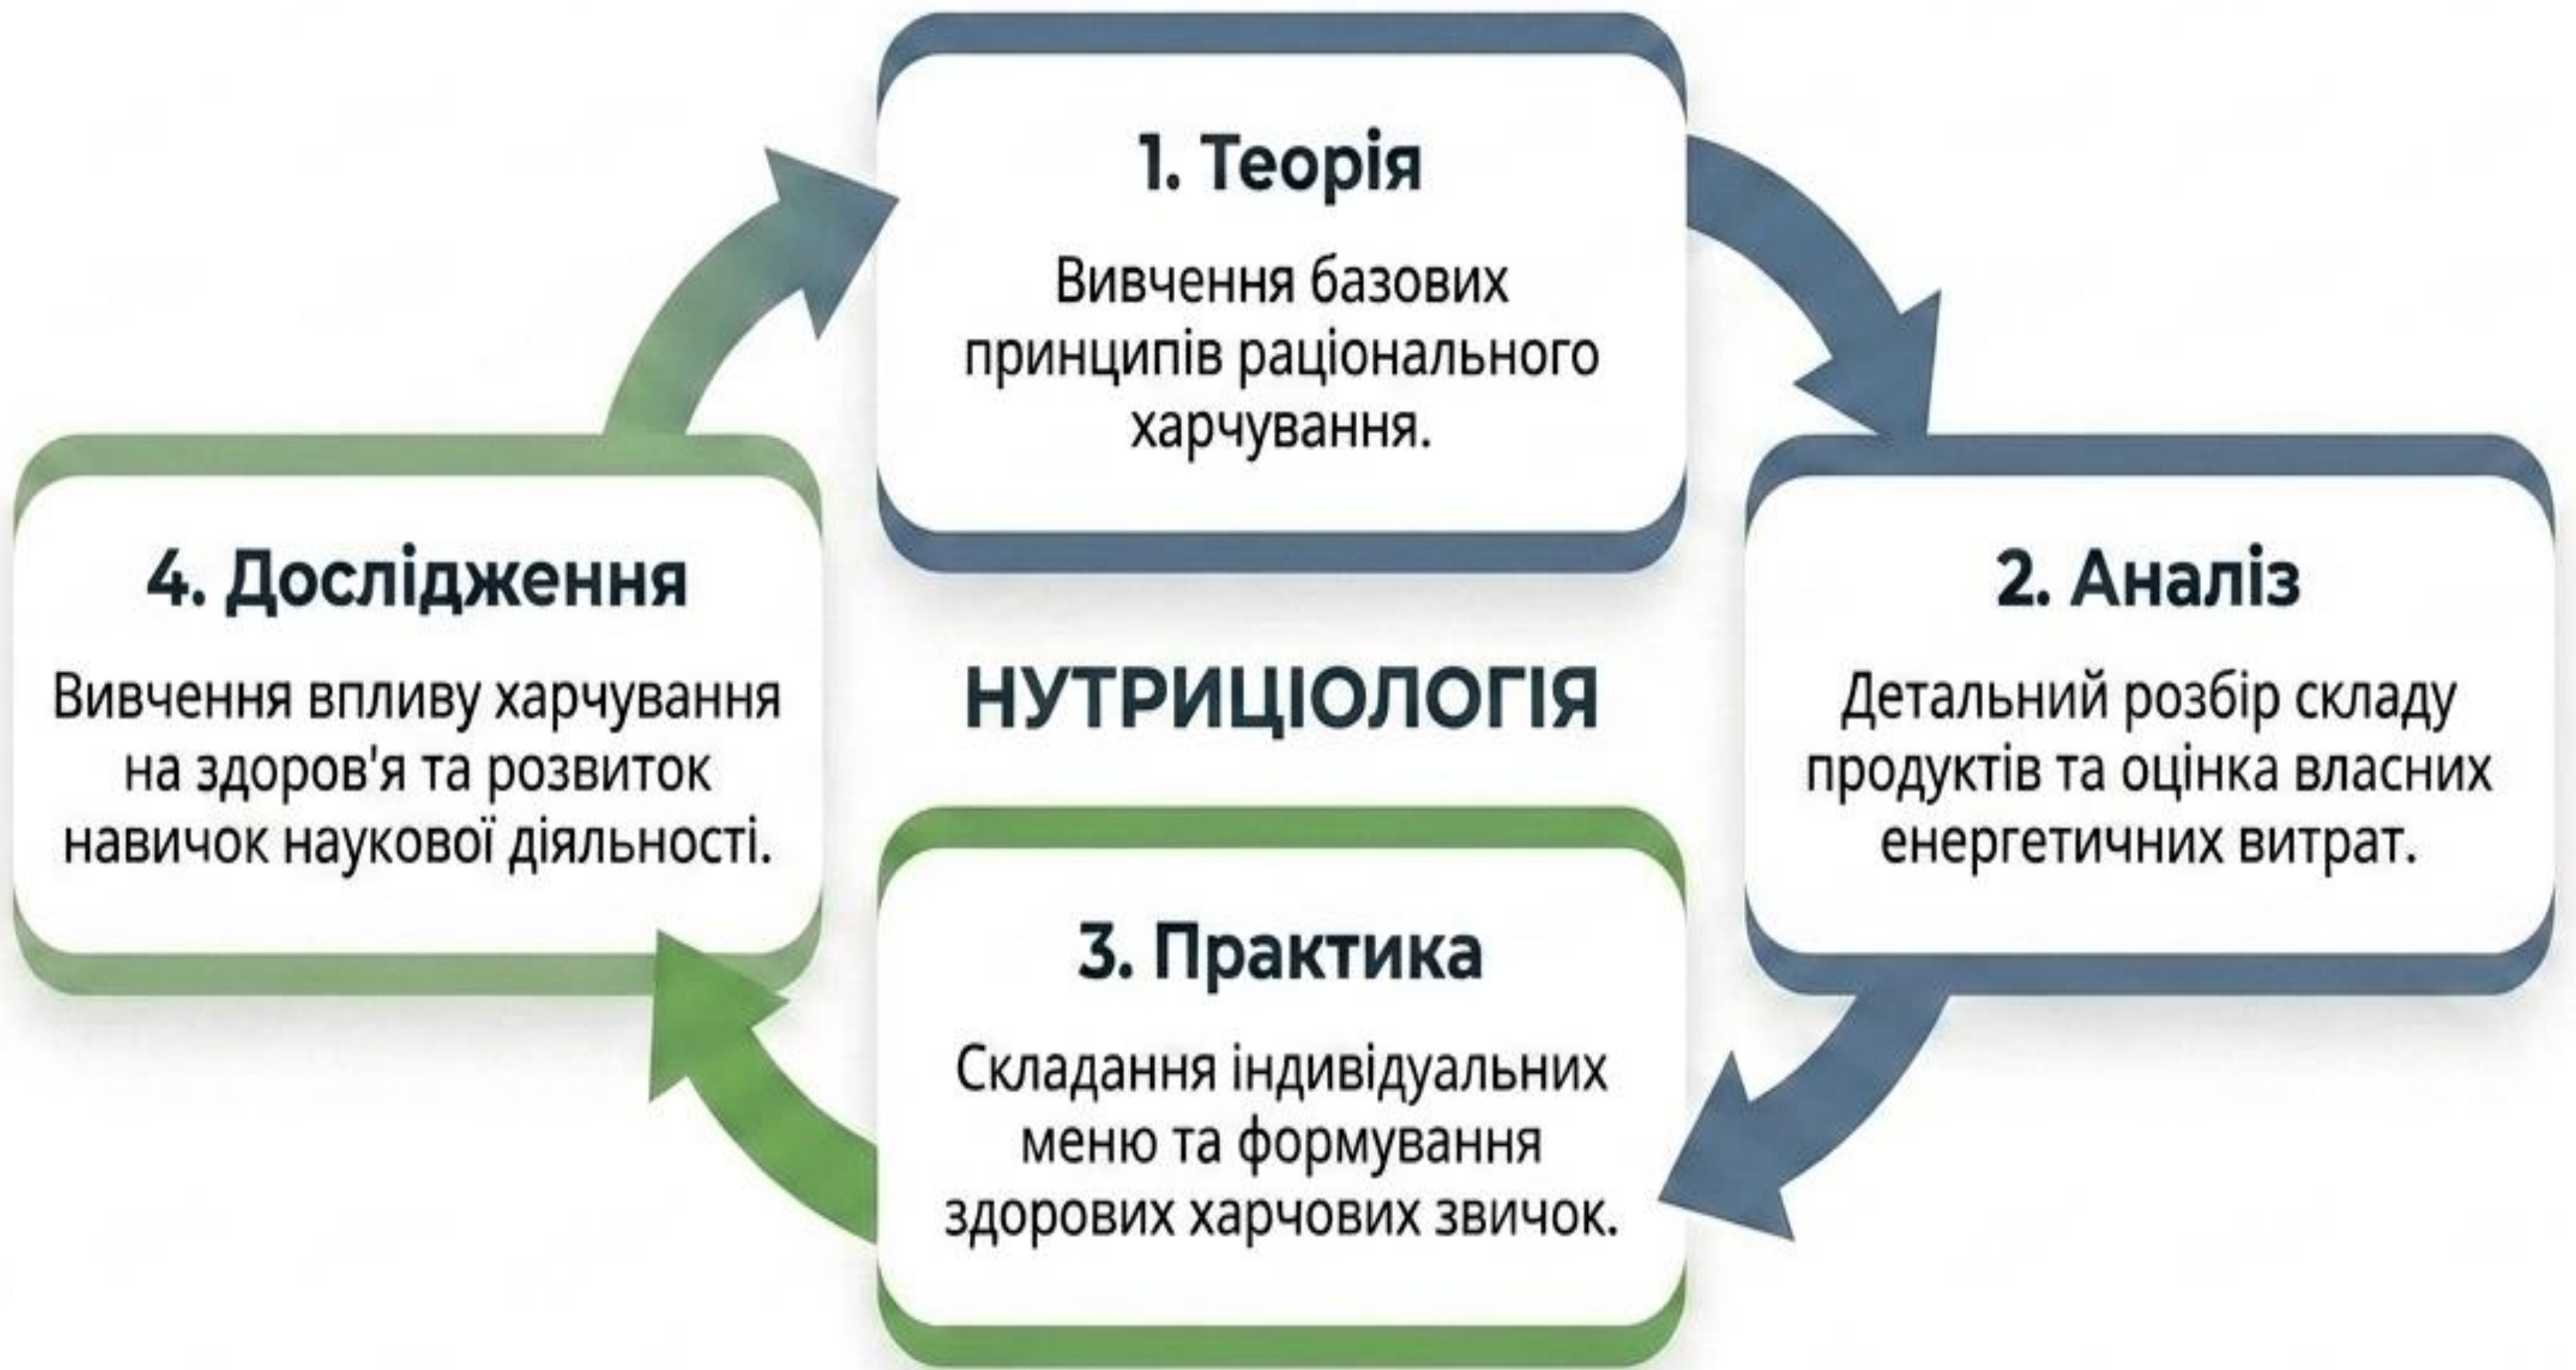 1. Теорія
Вивчення базових
принципів раціонального
харчування.
2. Аналіз
Детальний розбір складу
продуктів та оцінка власних
енергетичних витрат.
НУТРИЦІОЛОГІЯ
3. Практика
Складання індивідуальних
меню та формування
здорових харчових звичок.
4. Дослідження
Вивчення впливу харчування
на здоров'я та розвиток
навичок наукової діяльності.